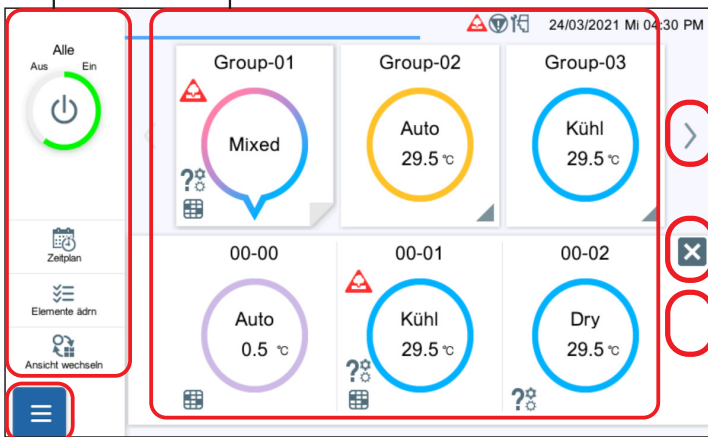 24/03/2021 Mi 04:30 PM
Alle
Aus Ein
Zeitplan
Elemente ädrn
Ansicht wechseln
Group-01
Mixed
Group-02
Auto
29.5 °C
Group-03
Kühl
29.5 °C
00-00
Auto
0.5 °C
00-01
Kühl
29.5 °C
00-02
Dry
29.5 °C